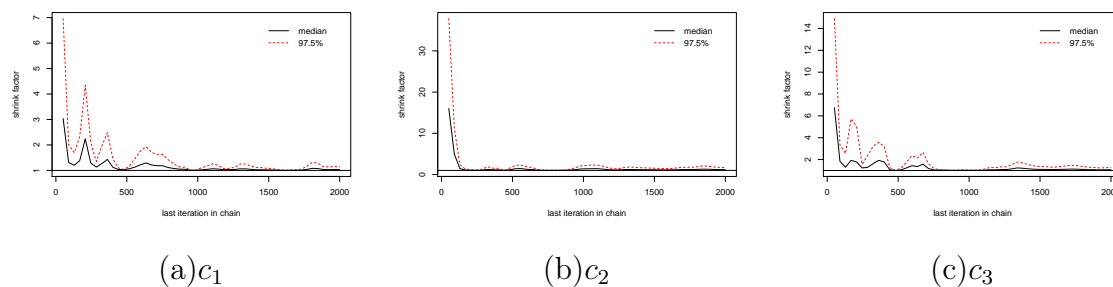 median
97.5%
shrink factor
1 2 3 4 5 6 7
0 500 1000 1500 2000
last iteration in chain
(a)c₁
median
97.5%
shrink factor
0 10 20 30
0 500 1000 1500 2000
last iteration in chain
(b)c₂
median
97.5%
shrink factor
2 4 6 8 10 12 14
0 500 1000 1500
last iteration in chain
(c)c₃